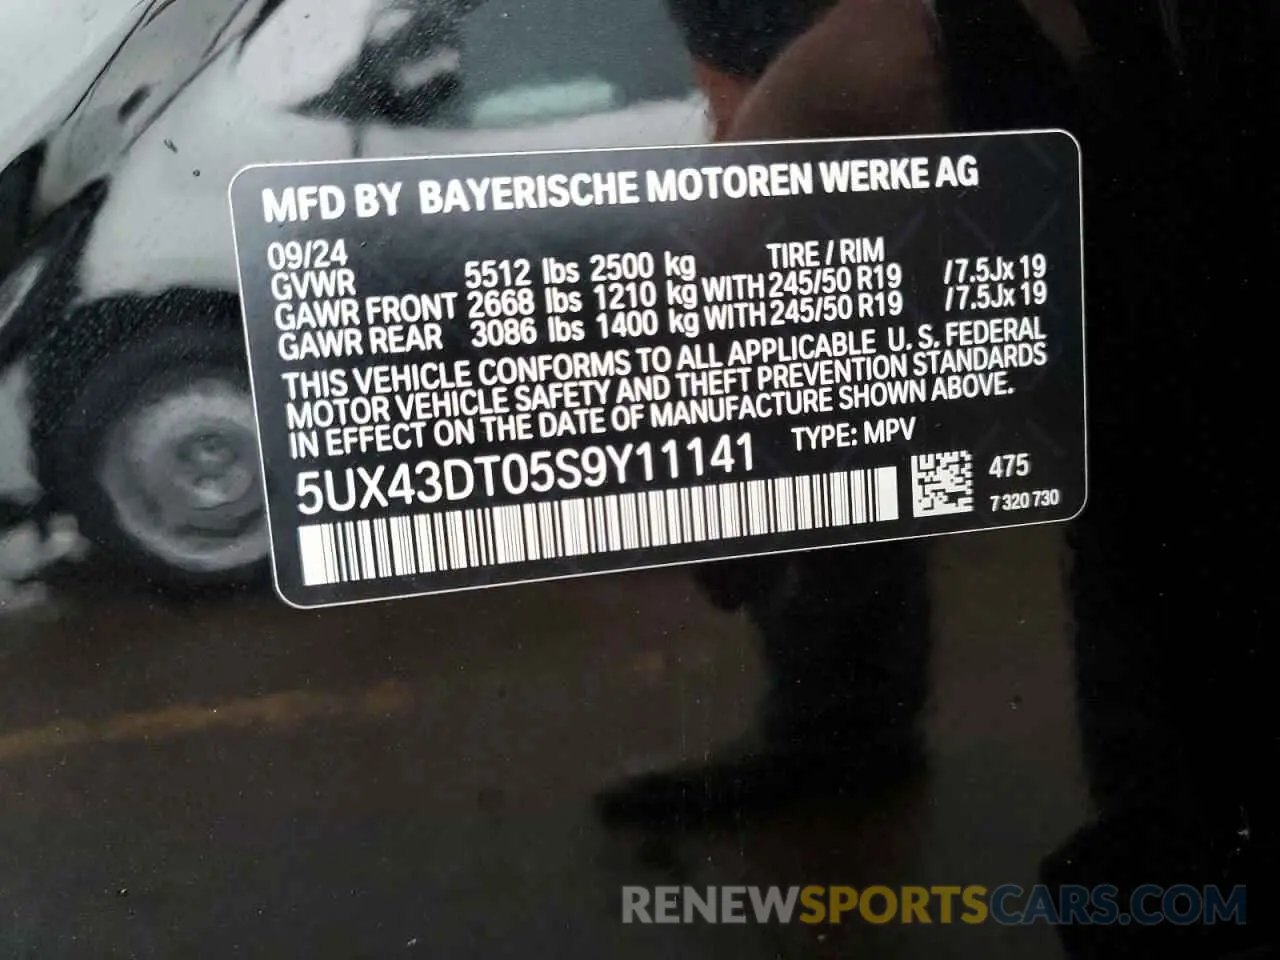 MFD BY BAYERISCHE MOTOREN WERKE AG
09/24 TIRE / RIM
GVWR 5512 lbs 2500 kg
GAWR FRONT 2668 lbs 1210 kg WITH 245/50 R19 /7.5Jx 19
GAWR REAR 3086 lbs 1400 kg WITH 245/50 R19 /7.5Jx 19
THIS VEHICLE CONFORMS TO ALL APPLICABLE U. S. FEDERAL
MOTOR VEHICLE SAFETY AND THEFT PREVENTION STANDARDS
IN EFFECT ON THE DATE OF MANUFACTURE SHOWN ABOVE.
5UX43DT05S9Y11141 TYPE: MPV
475
7 320 730
RENEWSPORTSCARS.COM